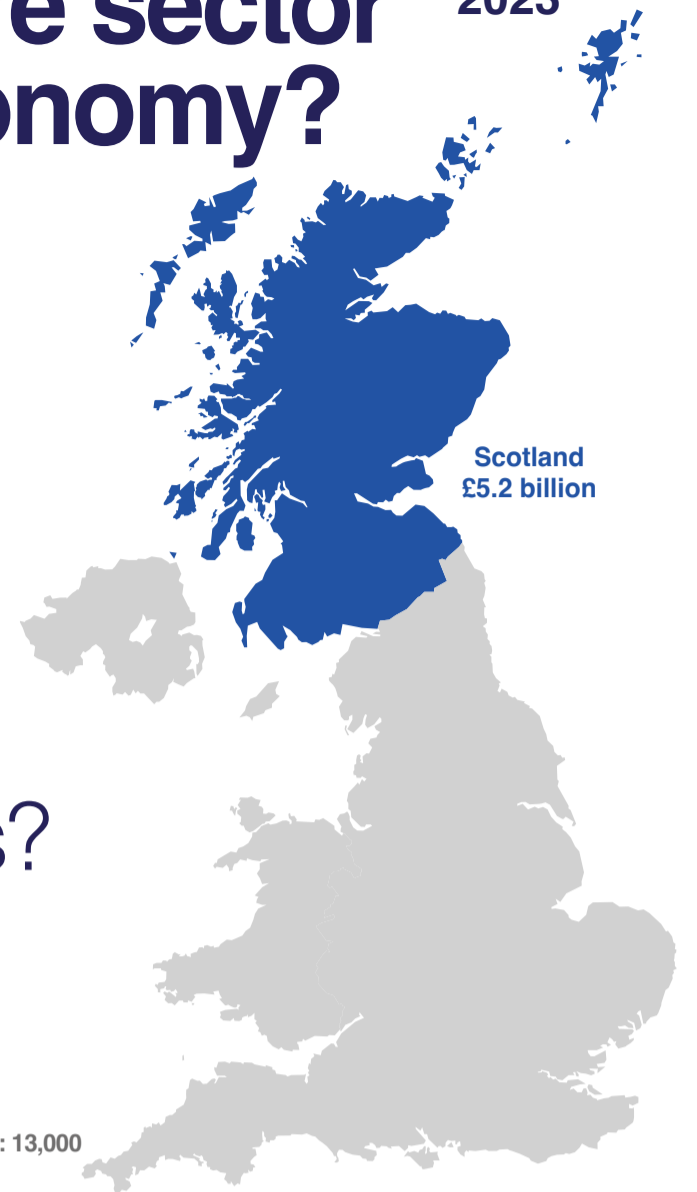 e sector
2023
onomy?
Scotland
£5.2 billion
s?
: 13,000